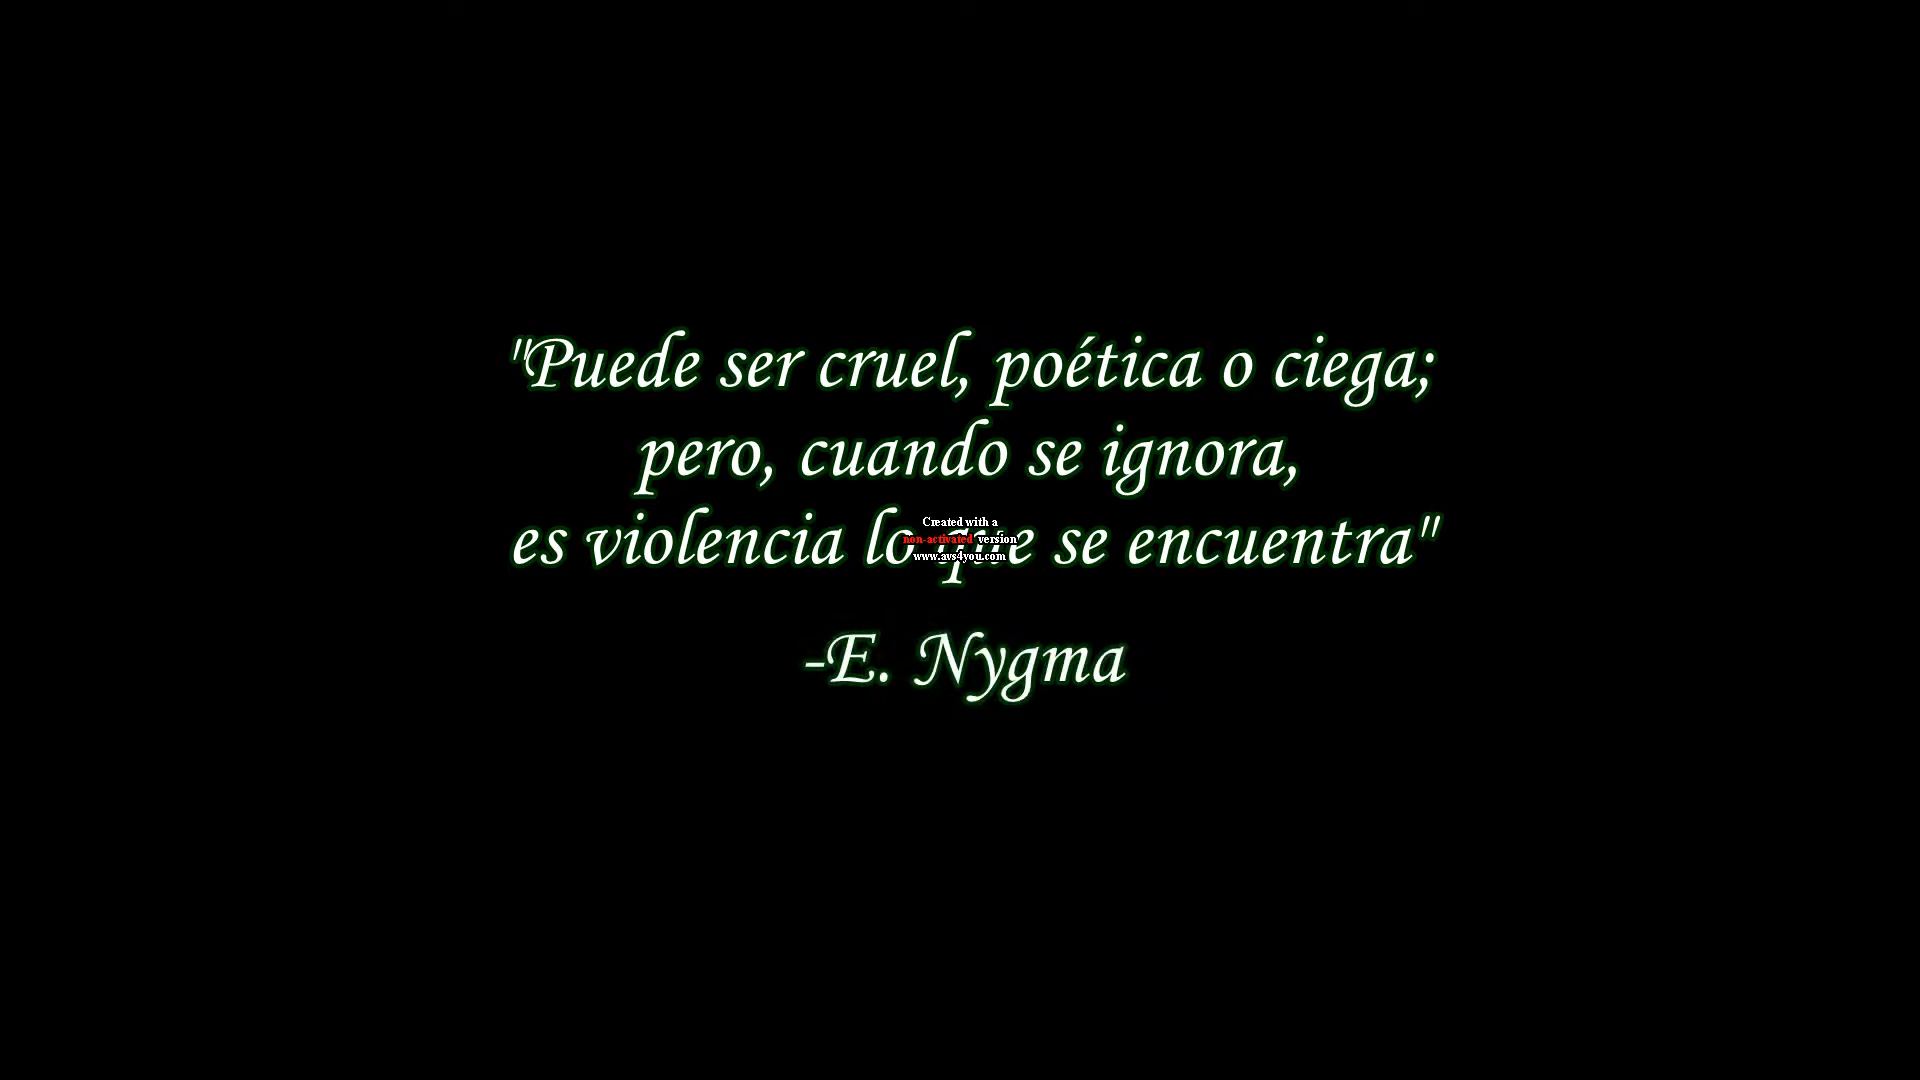 "Puede ser cruel, poética o ciega;
pero, cuando se ignora,
es violencia lo que se encuentra"
Created with a
non-activated version
www.avs4you.com
-E. Nygma